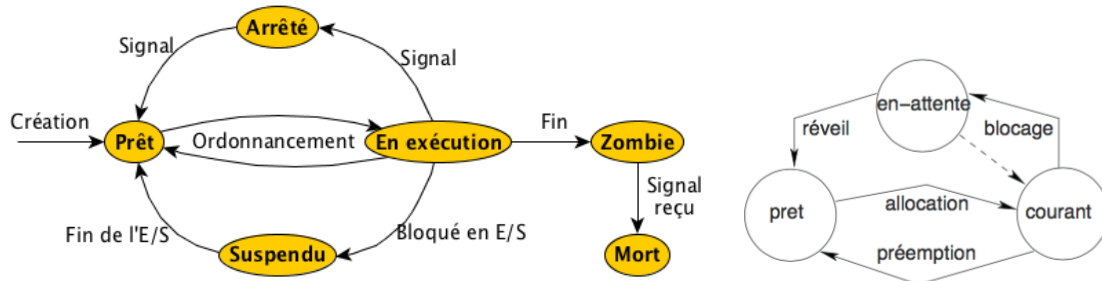 Arrêté
Signal
Signal
Création
Prêt
Ordonnancement
En exécution
Fin
Zombie
Signal
reçu
Fin de l'E/S
Bloqué en E/S
Suspendu
Mort
en-attente
réveil
blocage
pret
allocation
courant
préemption